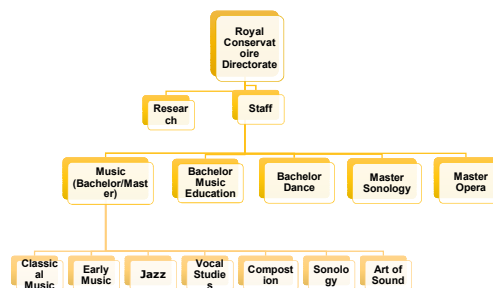 Royal
Conservat
oire
Directorate
Resear
ch
Staff
Music
(Bachelor/Mast
er)
Bachelor
Music
Education
Bachelor
Dance
Master
Sonology
Master
Opera
Classic
al
Music
Early
Music
Jazz
Vocal
Studie
s
Compost
ion
Sonolo
gy
Art of
Sound